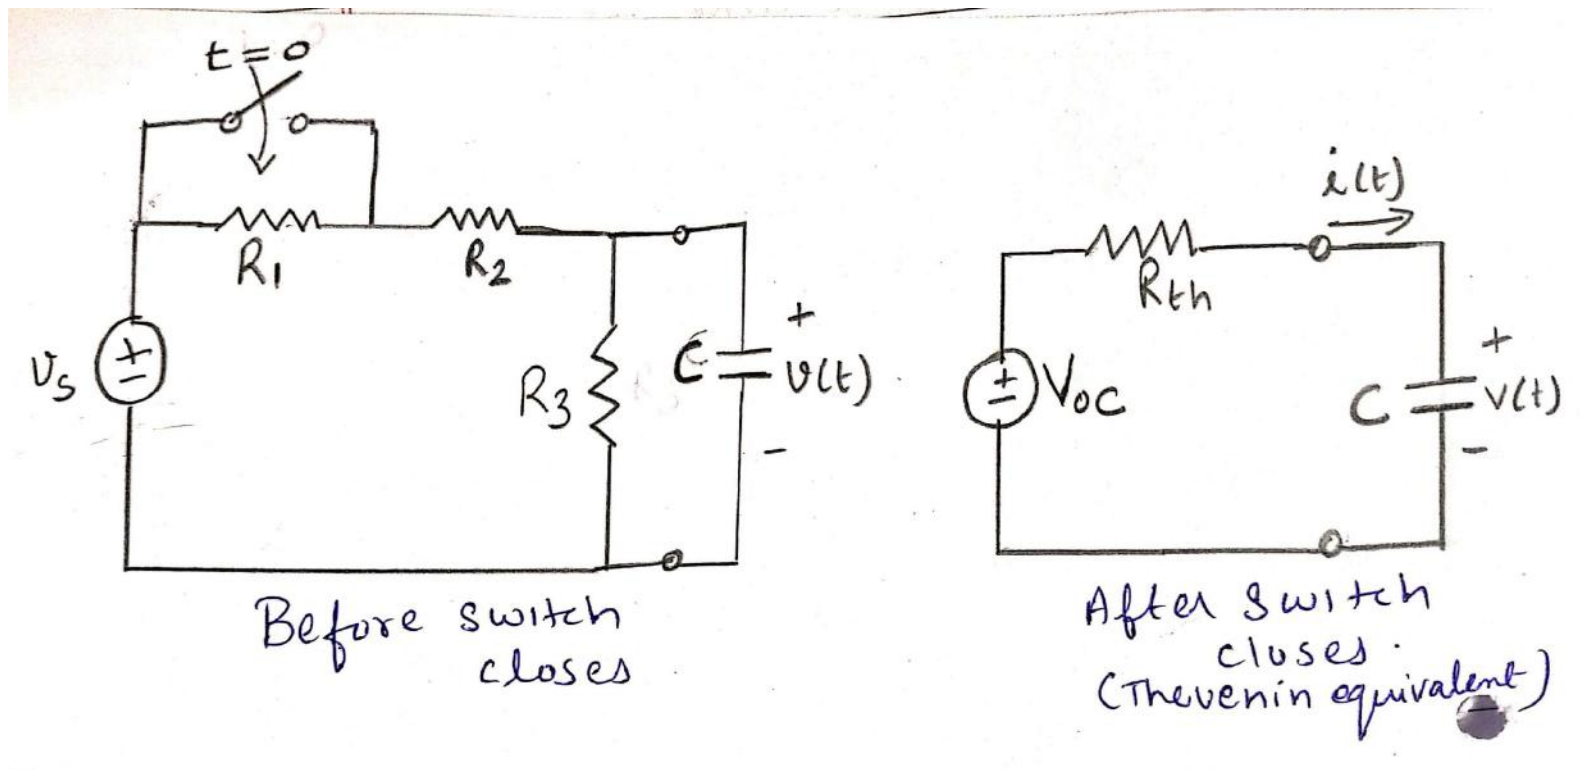 t=0
R1
R2
vs
+
−
R3
C
+
v(t)
−
Before switch
closes
i(t)
Rth
+
−
Voc
C
+
v(t)
−
After switch
closes.
(Thevenin equivalent)